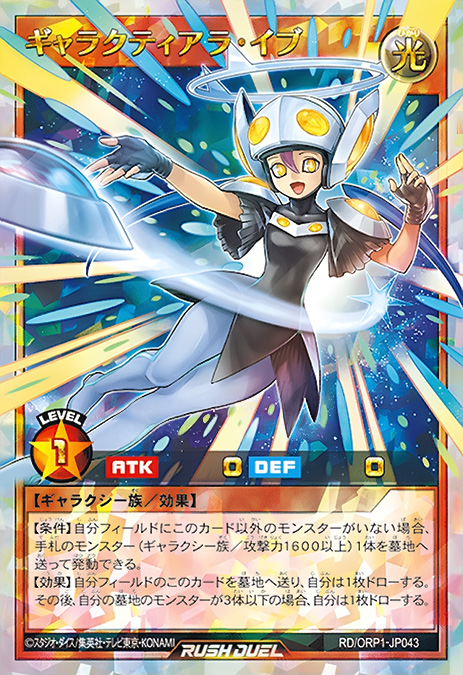 ギャラクティアラ・イブ
光
ひかり
LEVEL
1
ATK 0 DEF 0
【ギャラクシー族／効果】
【条件】自分フィールドにこのカード以外のモンスターがいない場合、
手札のモンスター（ギャラクシー族／攻撃力1600以上）1体を墓地へ
送って発動できる。
【効果】自分フィールドのこのカードを墓地へ送り、自分は1枚ドローする。
その後、自分の墓地のモンスターが3体以下の場合、自分は1枚ドローする。
©スタジオ・ダイス/集英社・テレビ東京・KONAMI
RUSH DUEL
RD/ORP1-JP043